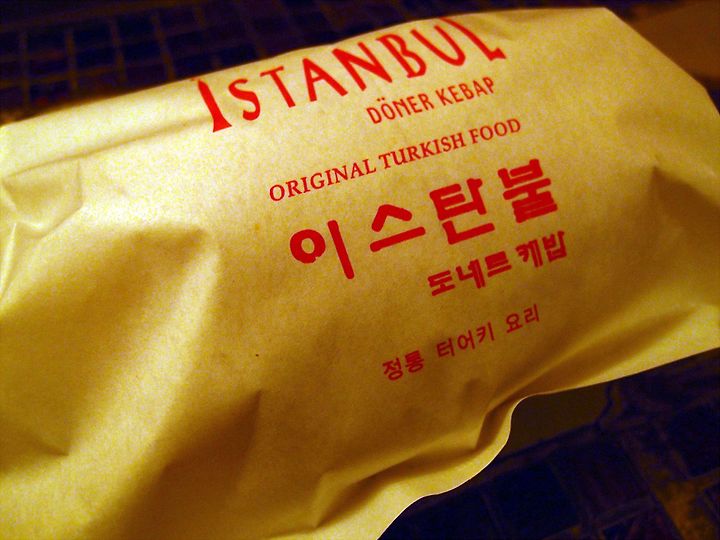 İSTANBUL
DÖNER KEBAP
ORIGINAL TURKISH FOOD
이스탄불
도네르 케밥
정통 터어키 요리